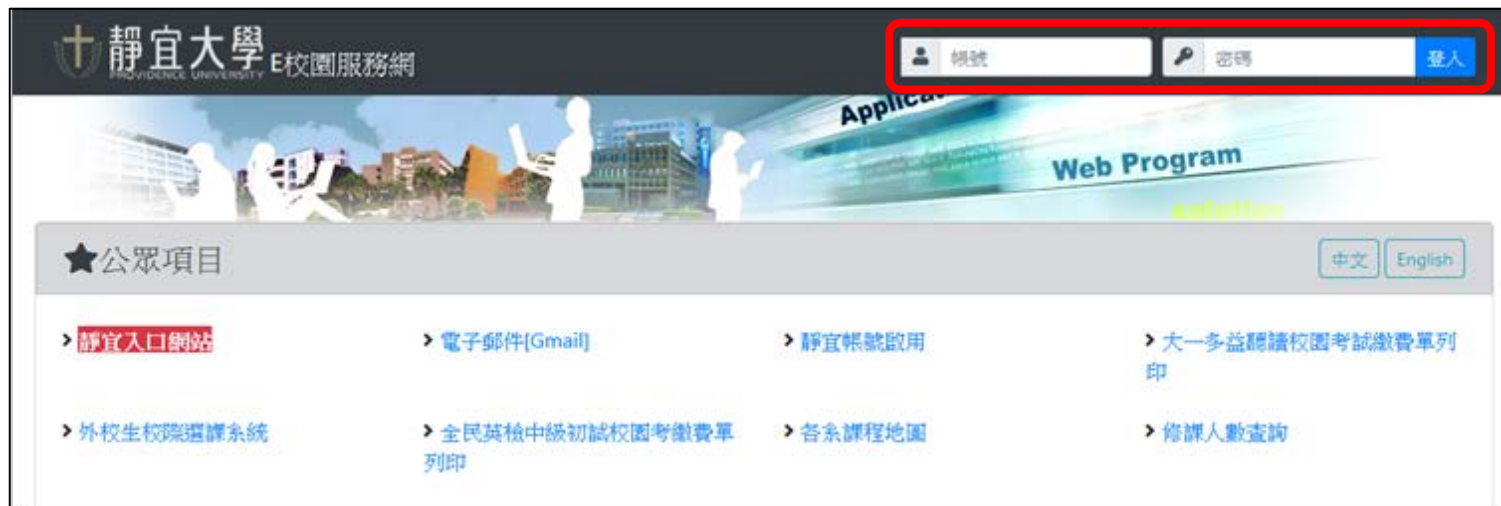 靜宜大學 E校園服務網
PROVIDENCE UNIVERSITY
帳號
密碼
登入
Web Program
★公眾項目
中文
English
> 靜宜入口網站
> 電子郵件[Gmail]
> 靜宜帳號啟用
> 大一多益聽讀校園考試繳費單列
印
> 外校生校際選課系統
> 全民英檢中級初試校園考繳費單
列印
> 各系課程地圖
> 修課人數查詢